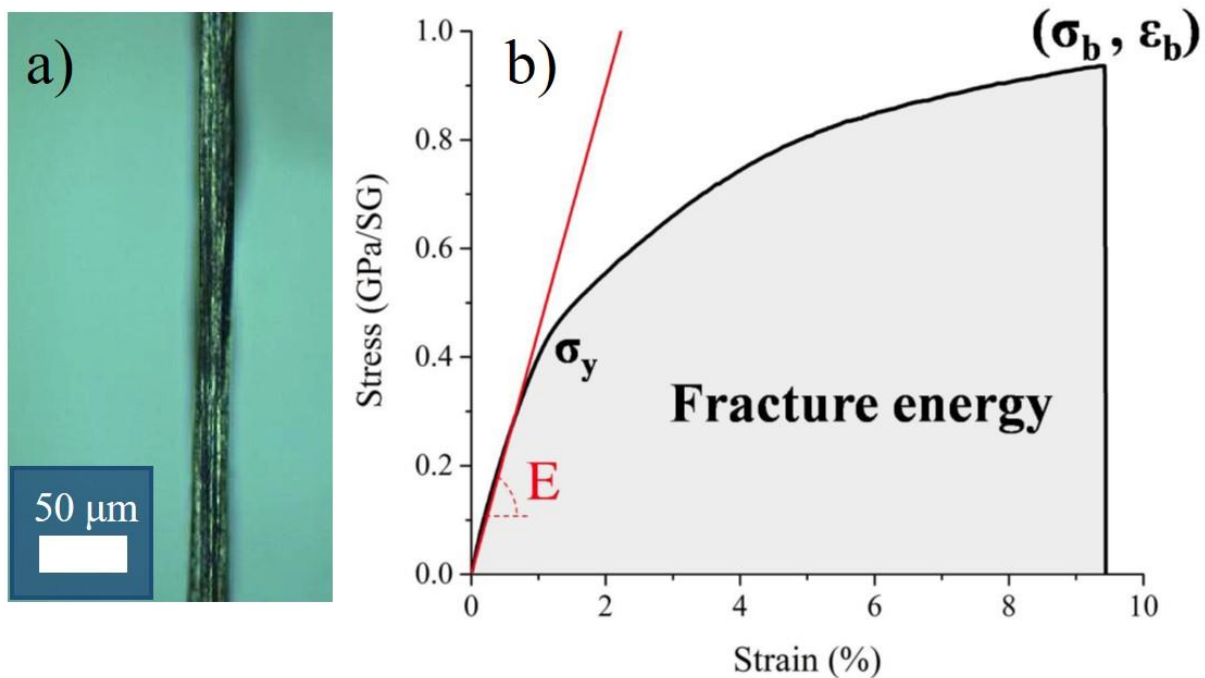 a)
50 μm
b)
(σb , εb)
1.0
0.8
0.6
0.4
0.2
0.0
Stress (GPa/SG)
σy
Fracture energy
E
0 2 4 6 8 10
Strain (%)